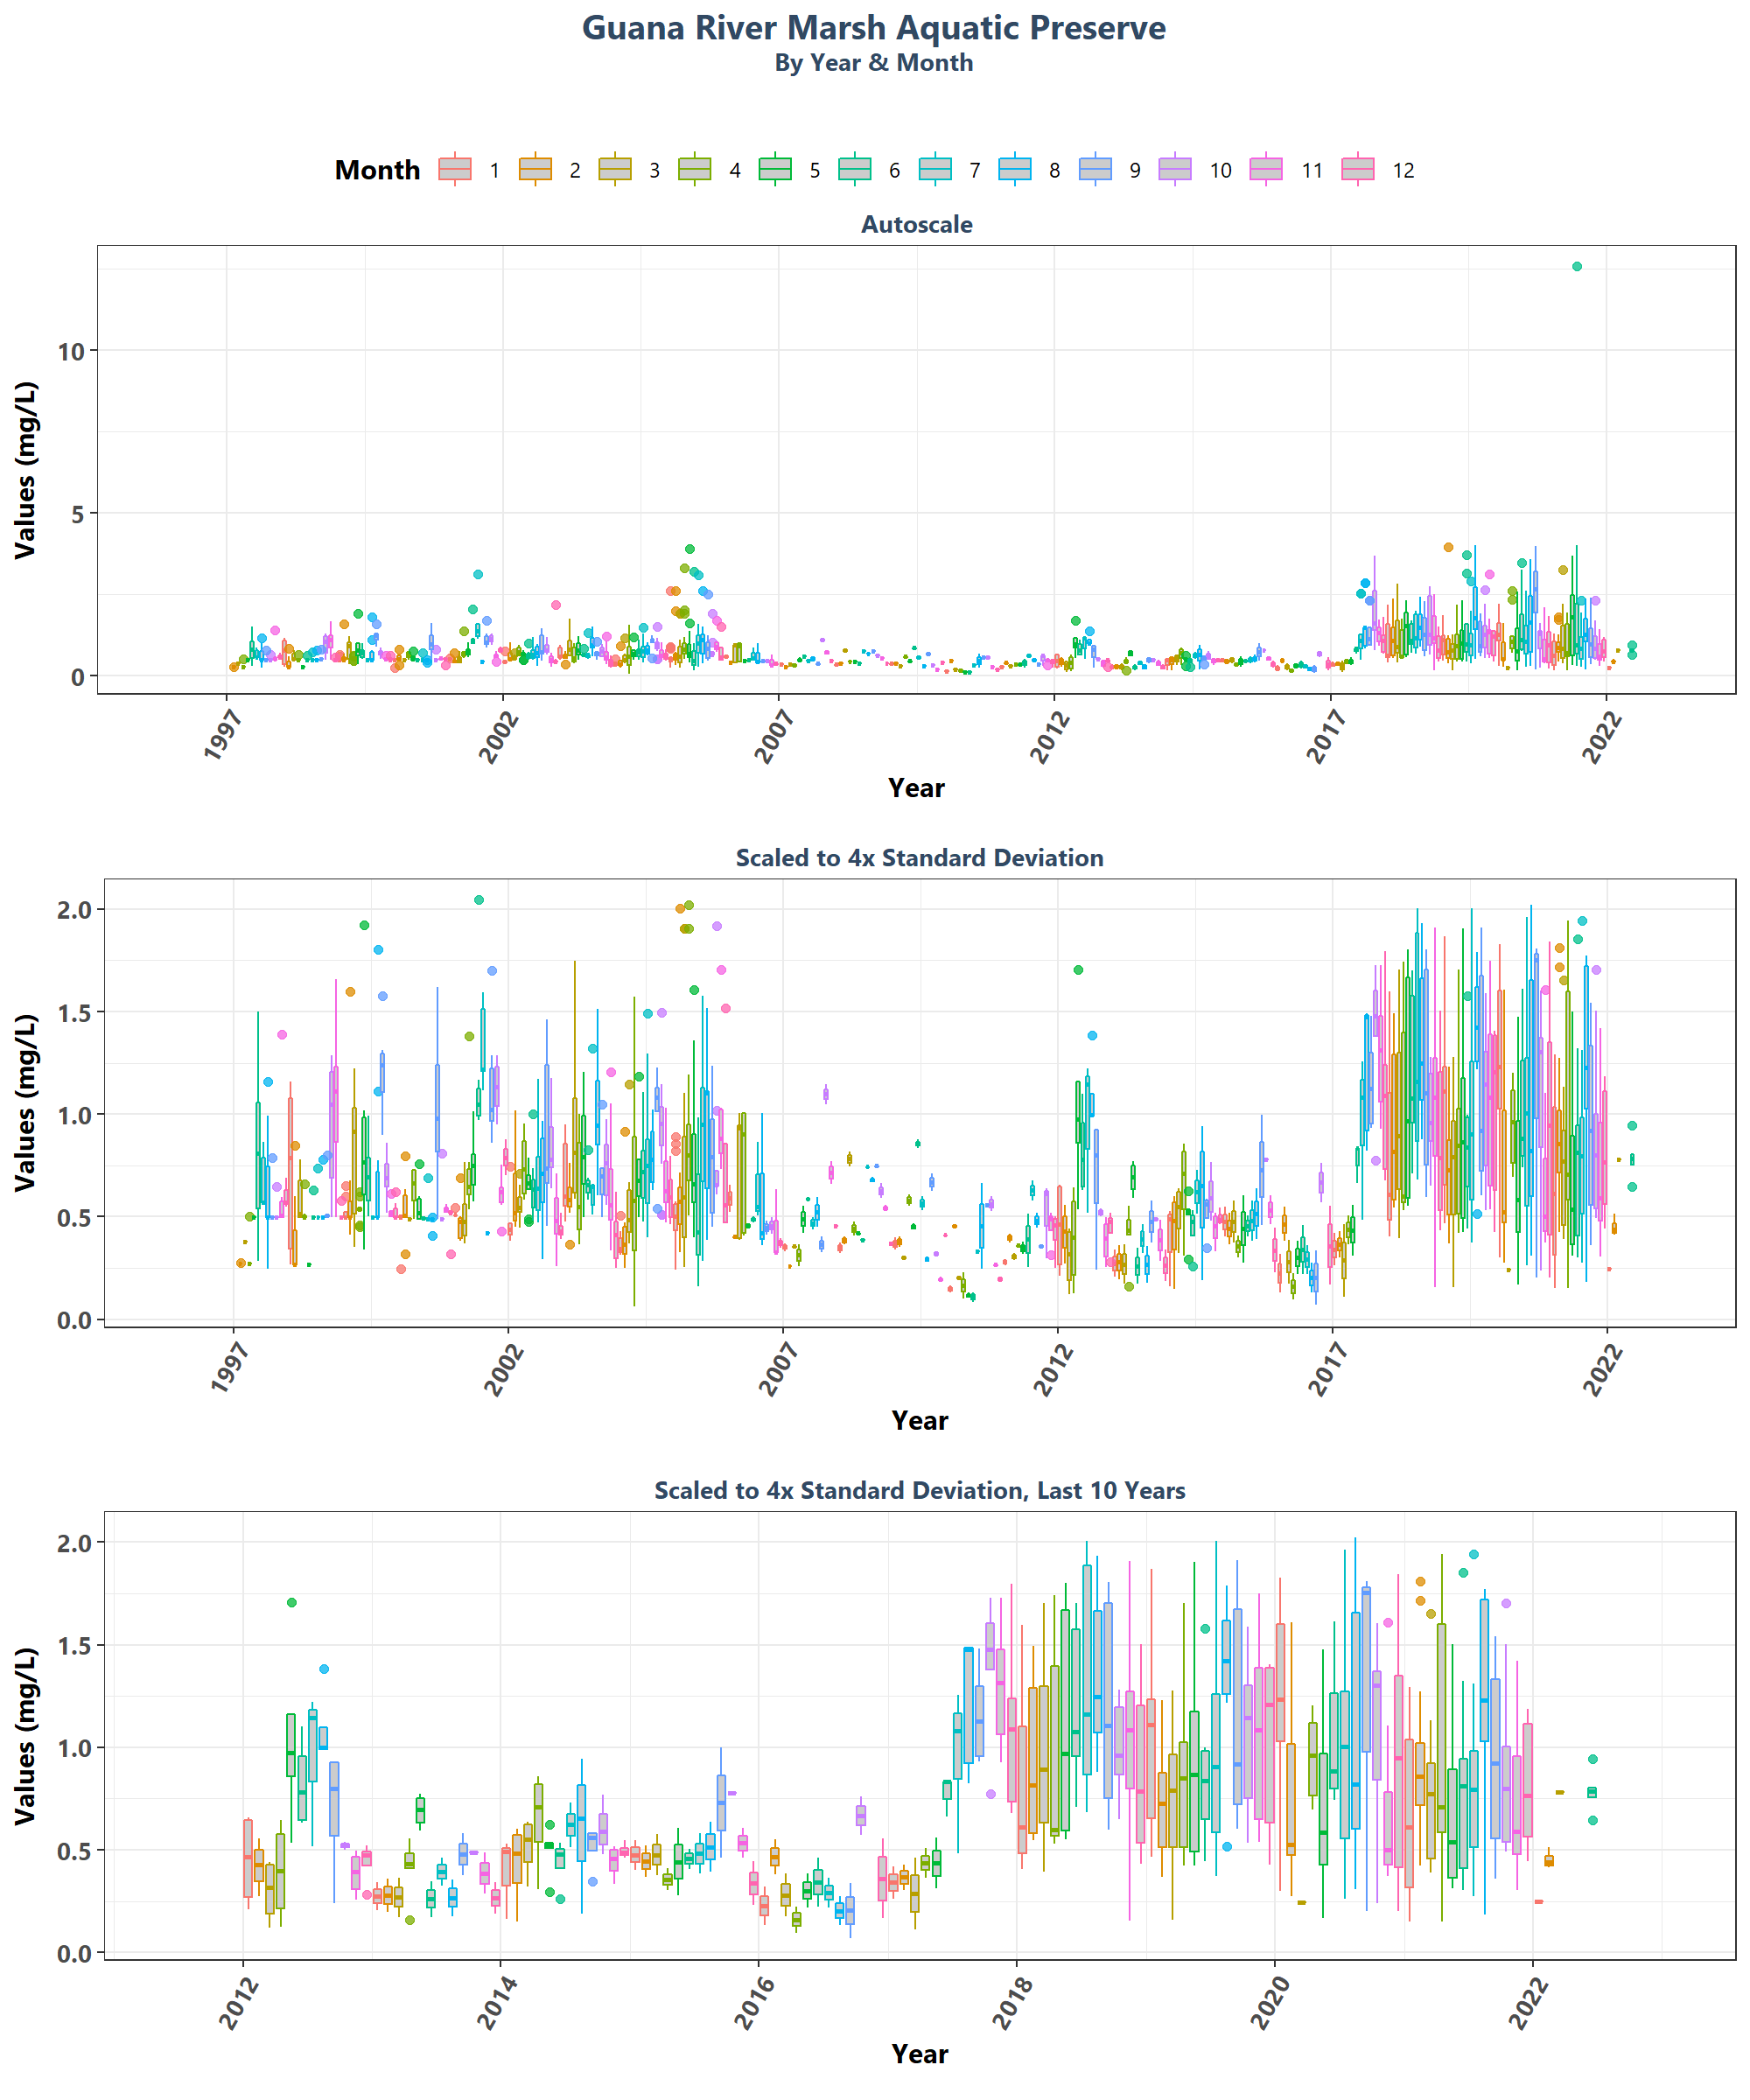 Guana River Marsh Aquatic Preserve
By Year & Month
Month 1 2 3 4 5 6 7 8 9 10 11 12
Autoscale
Values (mg/L)
10
5
0
1997 2002 2007 2012 2017 2022
Year
Scaled to 4x Standard Deviation
Values (mg/L)
2.0
1.5
1.0
0.5
0.0
1997 2002 2007 2012 2017 2022
Year
Scaled to 4x Standard Deviation, Last 10 Years
Values (mg/L)
2.0
1.5
1.0
0.5
0.0
2012 2014 2016 2018 2020 2022
Year